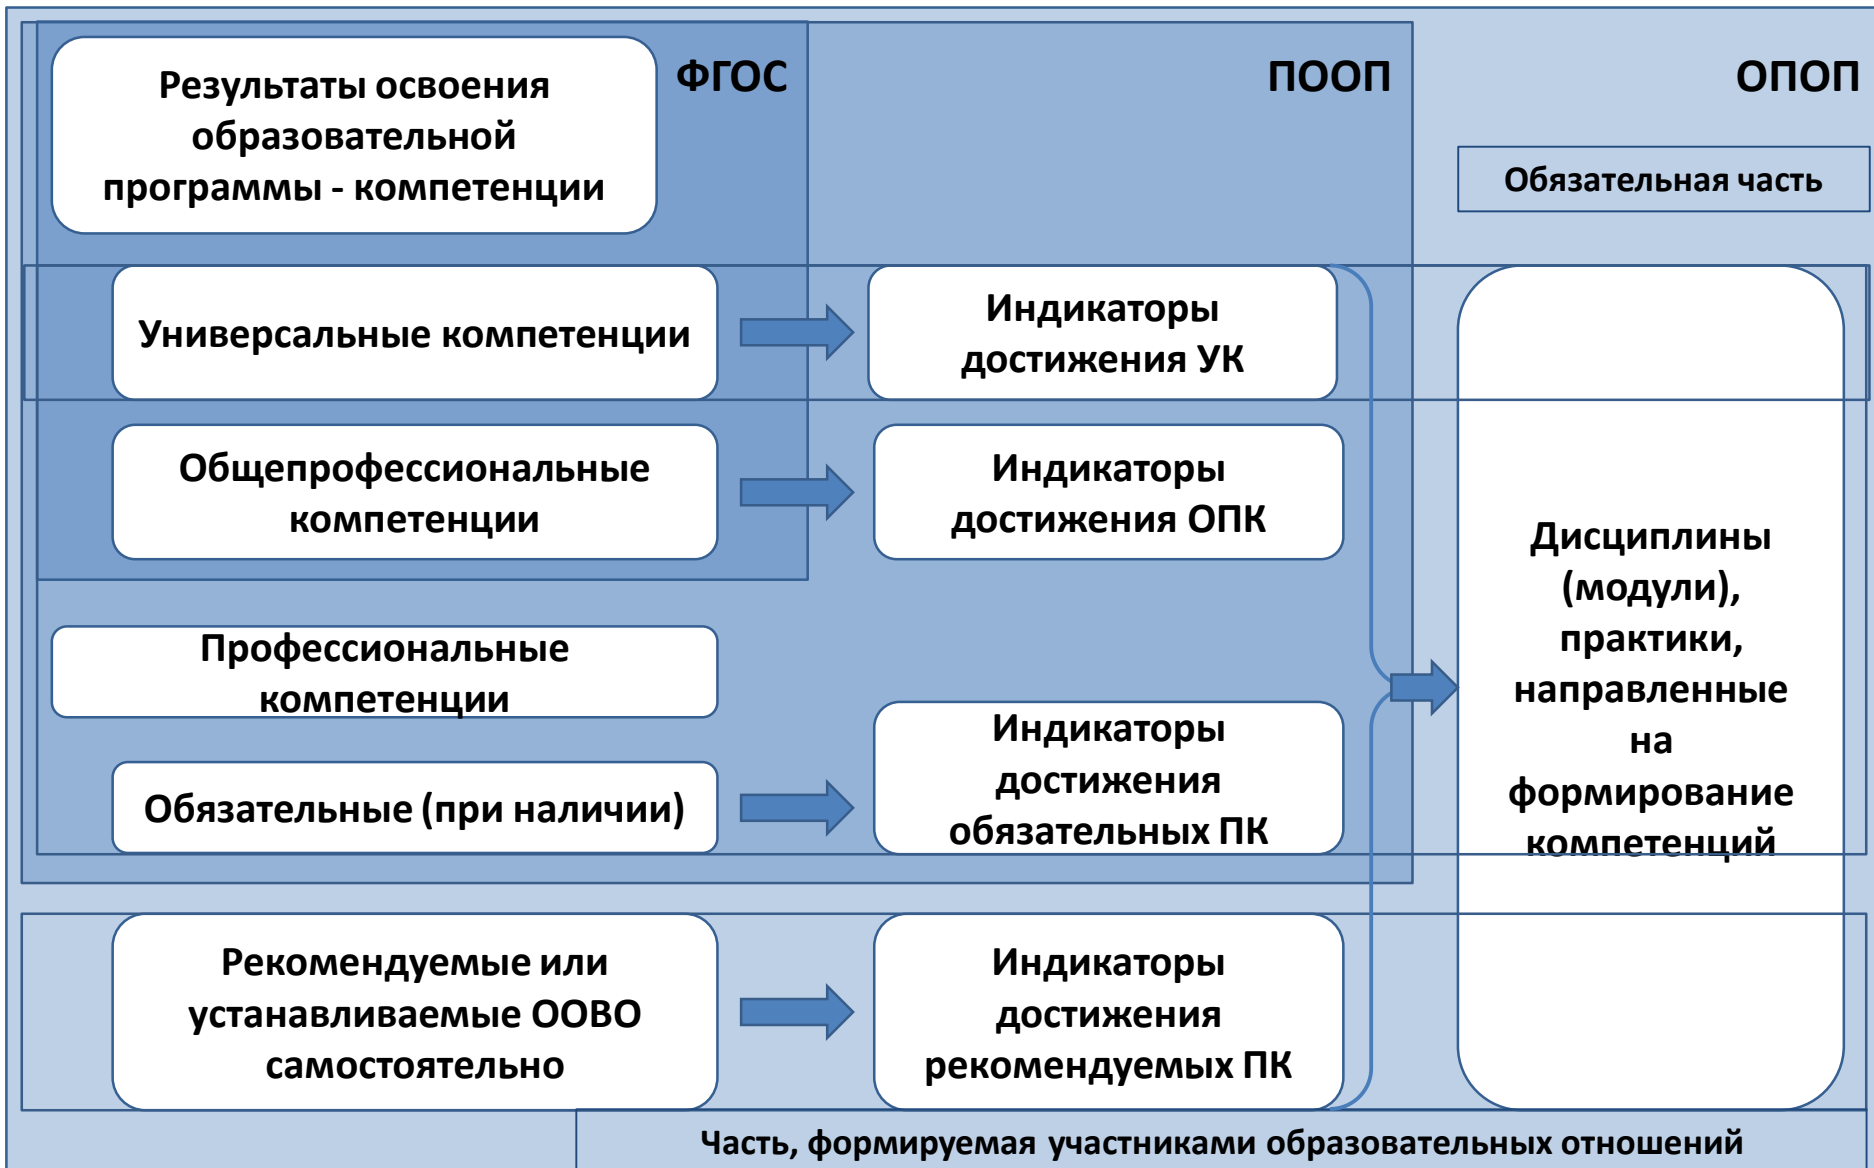 Результаты освоения
образовательной
программы - компетенции
ФГОС
ПООП
ОПОП
Обязательная часть
Универсальные компетенции
Индикаторы
достижения УК
Общепрофессиональные
компетенции
Индикаторы
достижения ОПК
Профессиональные
компетенции
Обязательные (при наличии)
Индикаторы
достижения
обязательных ПК
Рекомендуемые или
устанавливаемые ООВО
самостоятельно
Индикаторы
достижения
рекомендуемых ПК
Дисциплины
(модули),
практики,
направленные
на
формирование
компетенций
Часть, формируемая участниками образовательных отношений